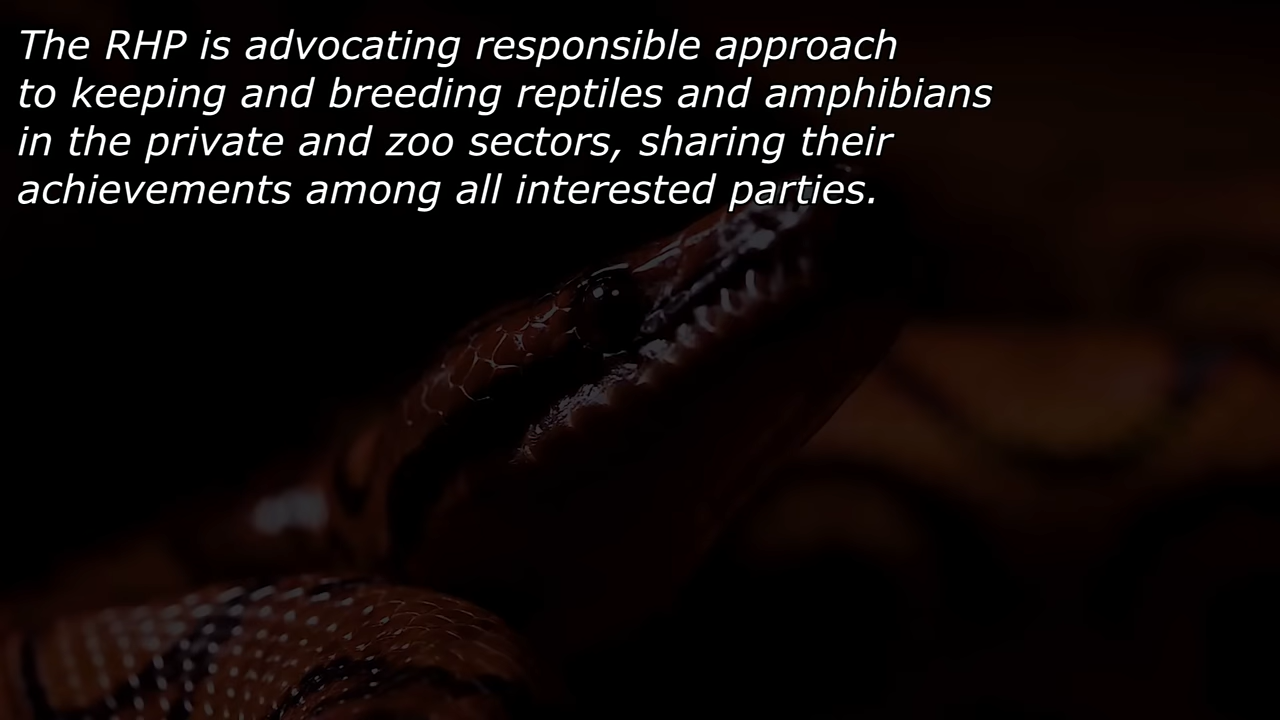 The RHP is advocating responsible approach
to keeping and breeding reptiles and amphibians
in the private and zoo sectors, sharing their
achievements among all interested parties.